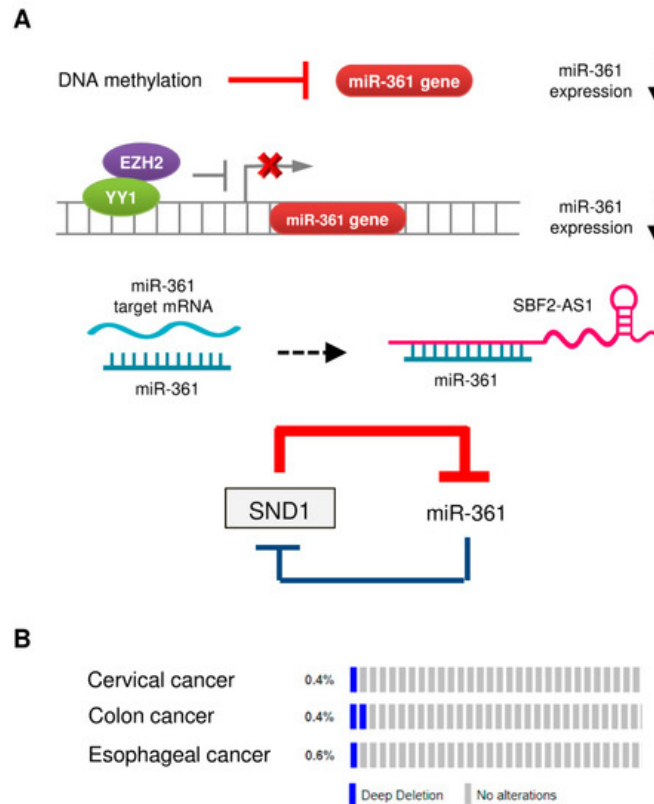 A
DNA methylation
miR-361 gene
miR-361
expression
EZH2
YY1
miR-361 gene
miR-361
expression
miR-361
target mRNA
miR-361
SBF2-AS1
miR-361
SND1
miR-361
B
Cervical cancer 0.4%
Colon cancer 0.4%
Esophageal cancer 0.6%
Deep Deletion No alterations